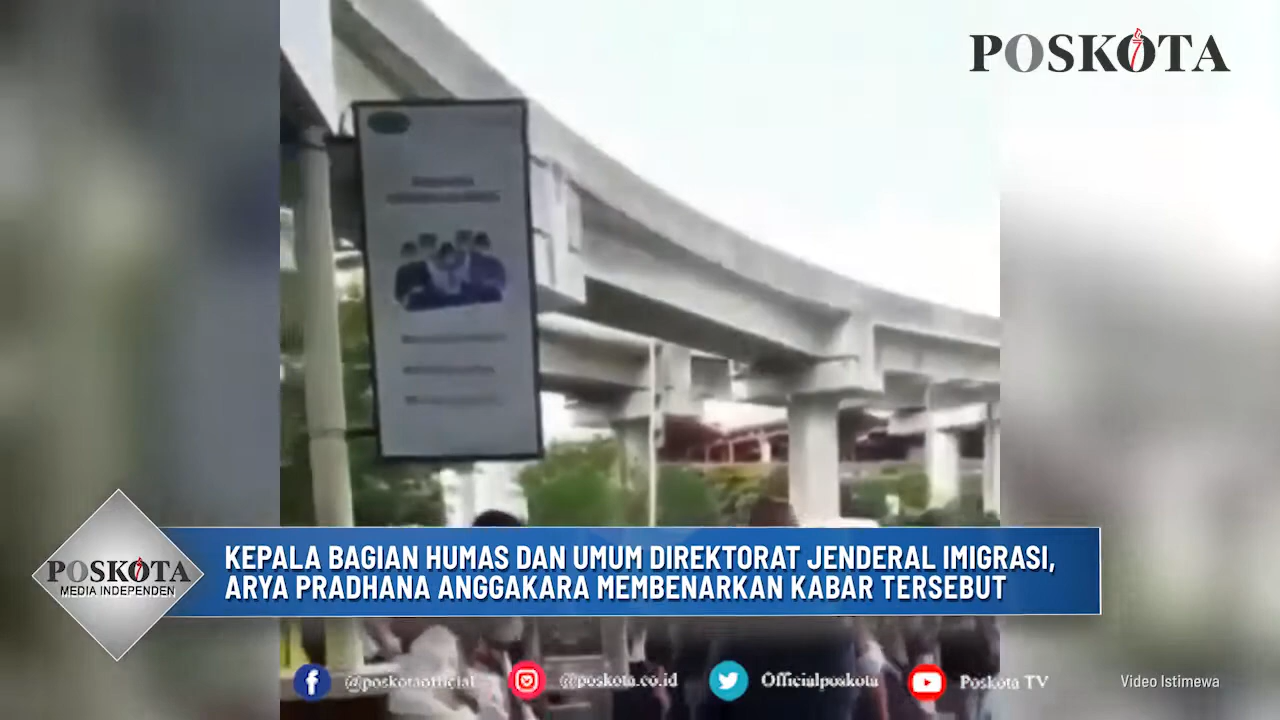 POSKOTA
KEPALA BAGIAN HUMAS DAN UMUM DIREKTORAT JENDERAL IMIGRASI,
ARYA PRADHANA ANGGAKARA MEMBENARKAN KABAR TERSEBUT
POSKOTA
MEDIA INDEPENDEN
@poskotaofficial
@poskota.co.id
Officialposkota
Poskota TV
Video Istimewa